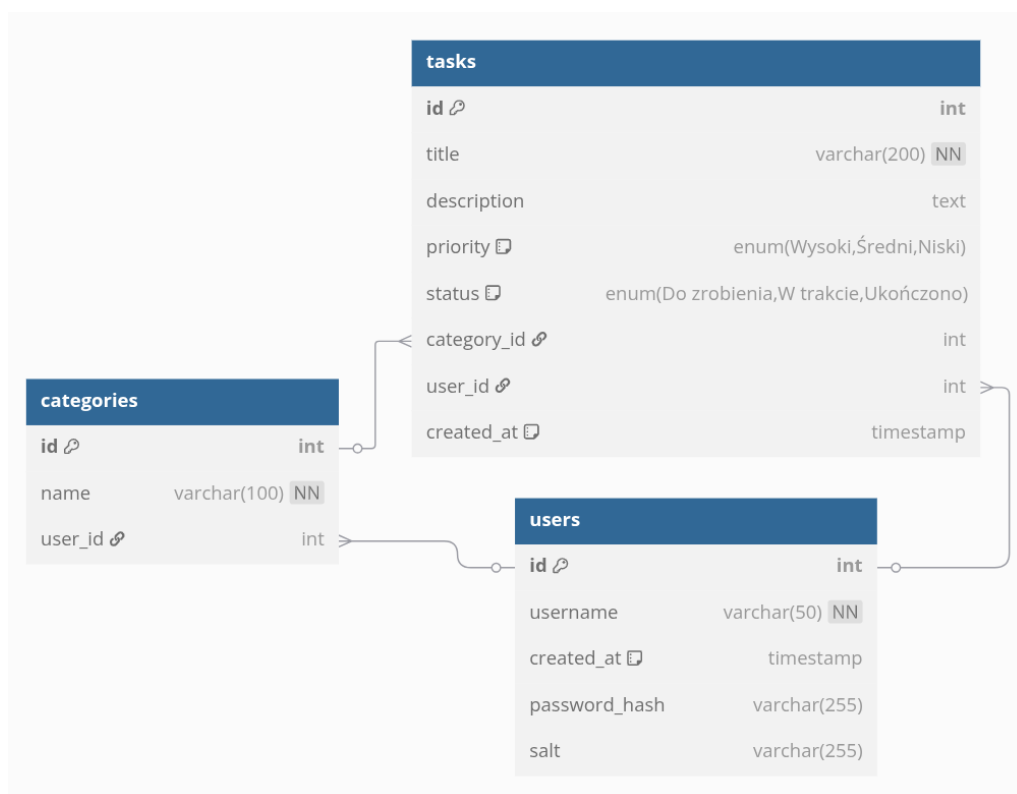 tasks
id int
title varchar(200) NN
description text
priority enum(Wysoki,Średni,Niski)
status enum(Do zrobienia,W trakcie,Ukończono)
category_id int
user_id int
created_at timestamp
categories
id int
name varchar(100) NN
user_id int
users
id int
username varchar(50) NN
created_at timestamp
password_hash varchar(255)
salt varchar(255)